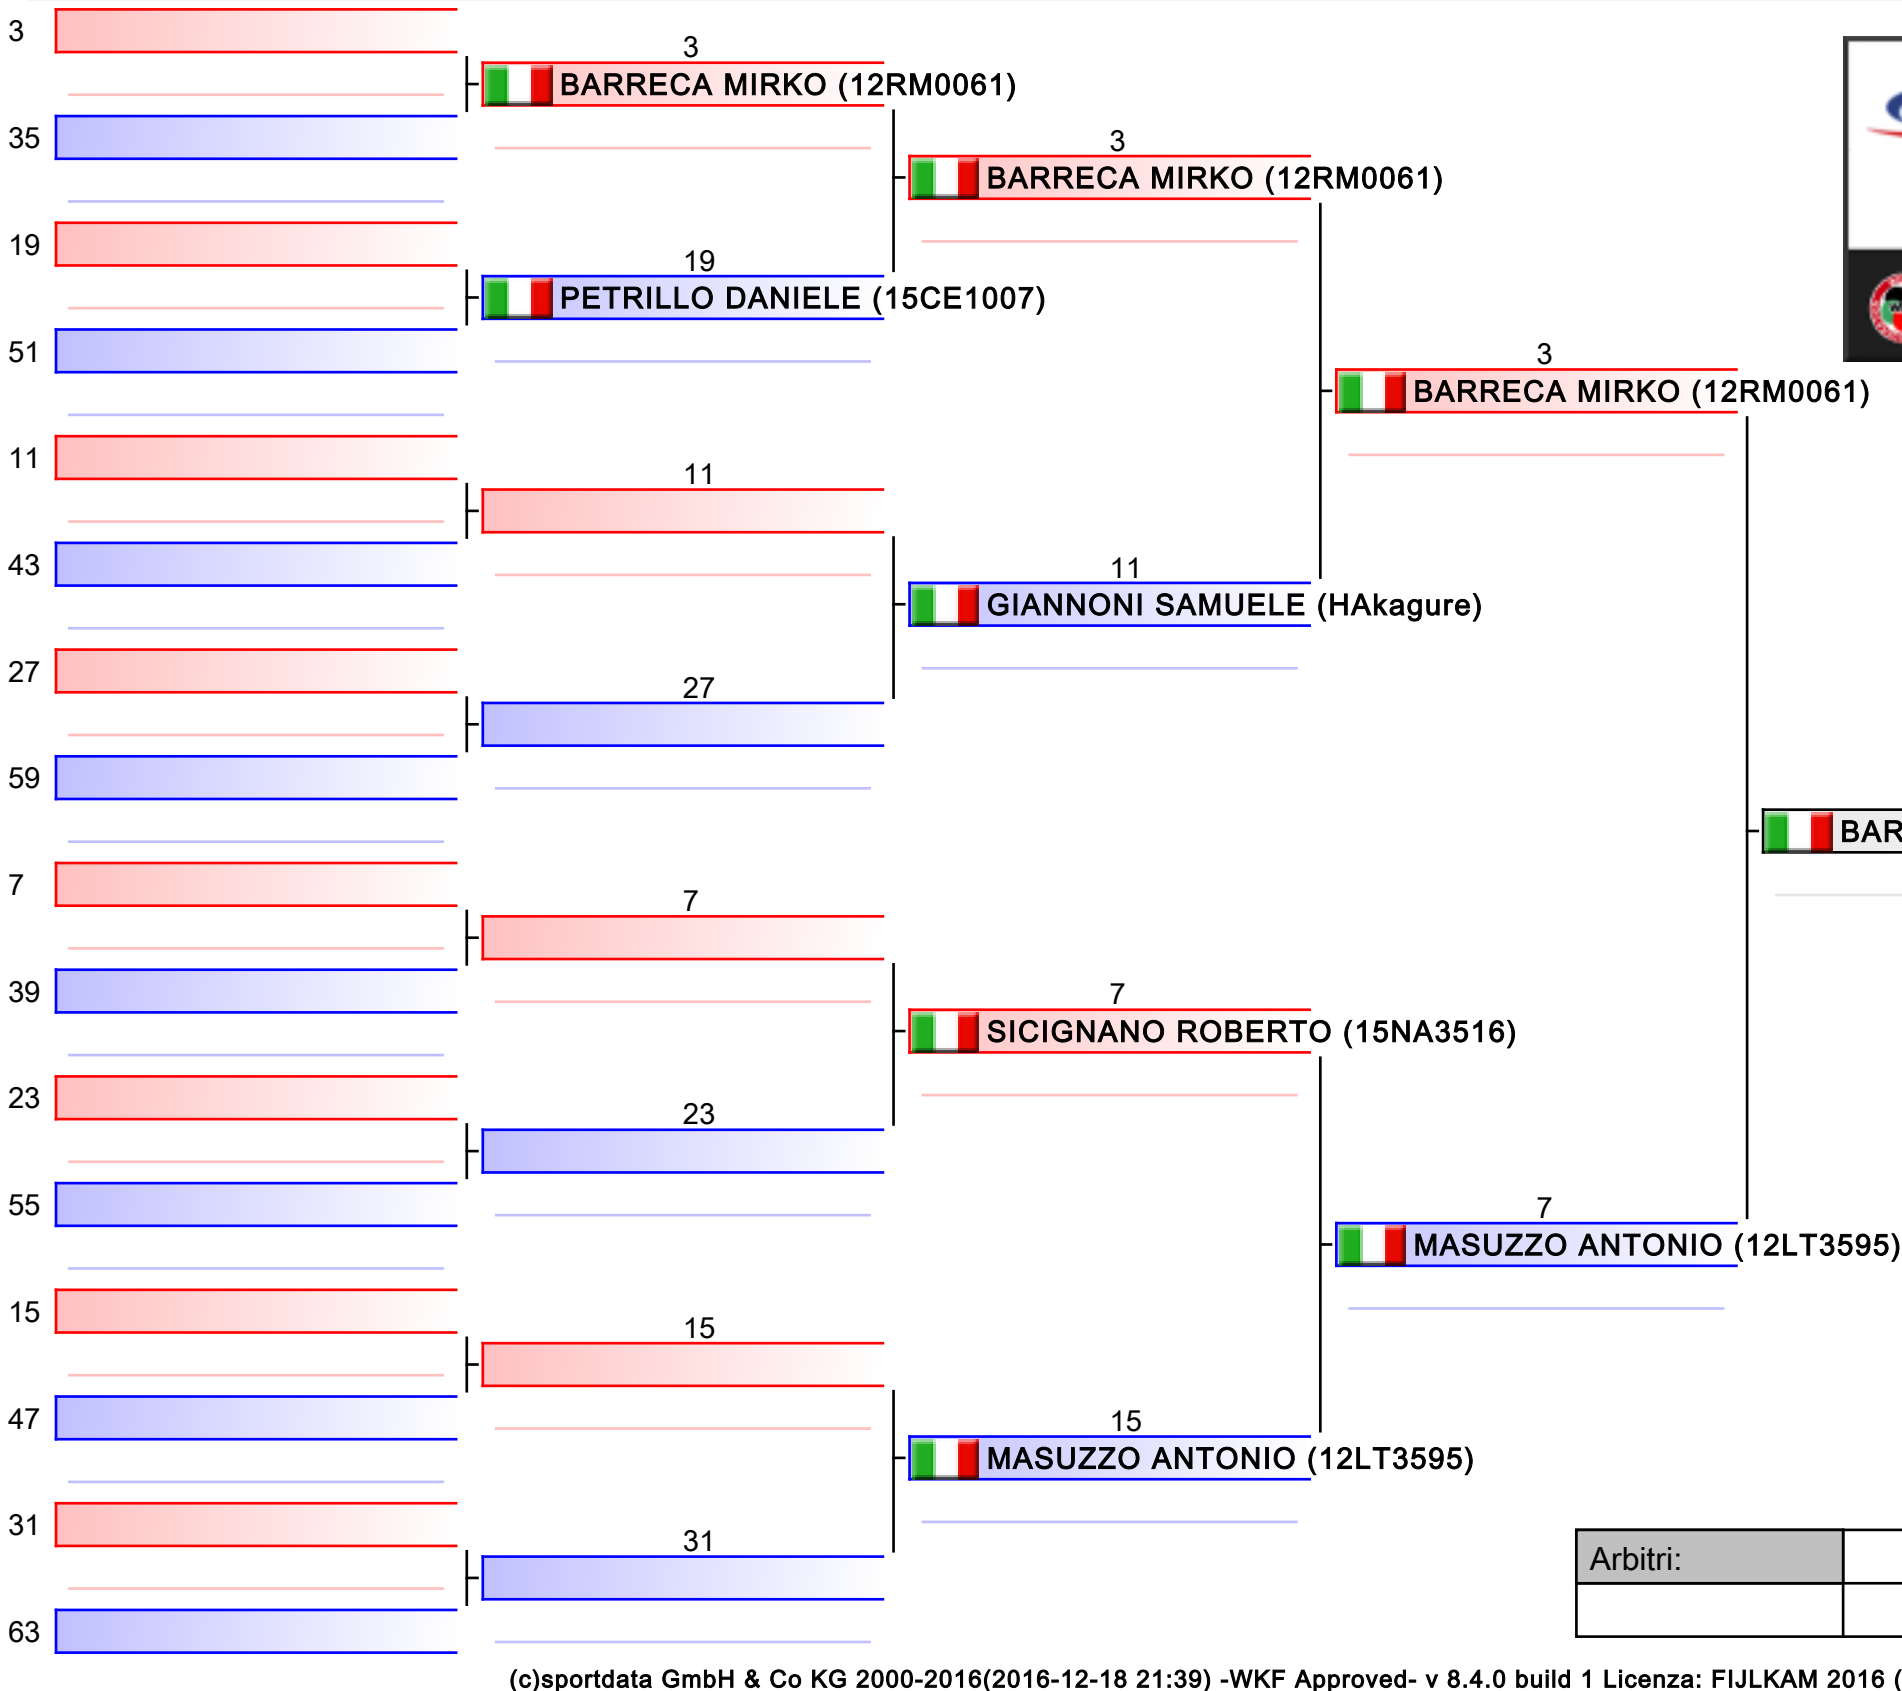 3
3
BARRECA MIRKO (12RM0061)
35
3
BARRECA MIRKO (12RM0061)
19
19
PETRILLO DANIELE (15CE1007)
51
3
BARRECA MIRKO (12RM0061)
11
11
43
11
GIANNONI SAMUELE (HAkagure)
27
27
59
BAR
7
7
39
7
SICIGNANO ROBERTO (15NA3516)
23
23
55
7
MASUZZO ANTONIO (12LT3595)
15
15
47
15
MASUZZO ANTONIO (12LT3595)
31
31
Arbitri:
63
(c)sportdata GmbH & Co KG 2000-2016(2016-12-18 21:39) -WKF Approved- v 8.4.0 build 1 Licenza: FIJLKAM 2016 (